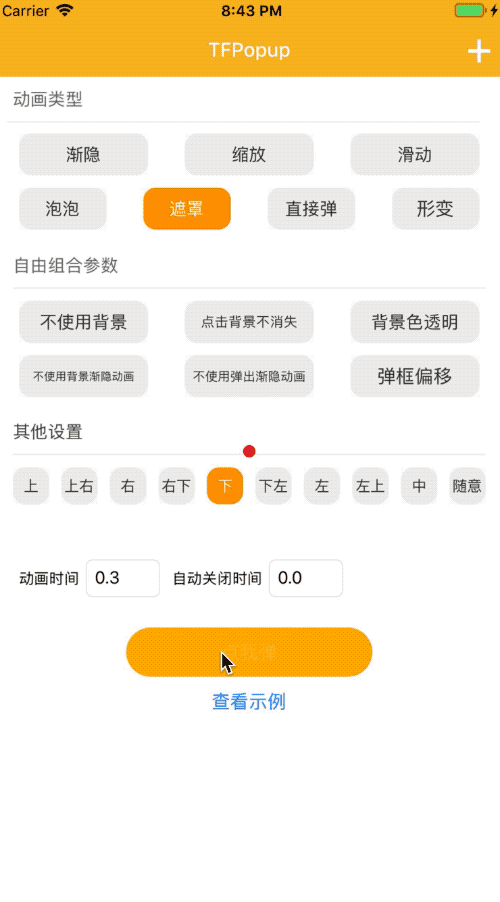 Carrier 8:43 PM
TFPopup
动画类型
渐隐 缩放 滑动
泡泡 遮罩 直接弹 形变
自由组合参数
不使用背景 点击背景不消失 背景色透明
不使用背景渐隐动画 不使用弹出渐隐动画 弹框偏移
其他设置
上 上右 右 右下 下 下左 左 左上 中 随意
动画时间 0.3 自动关闭时间 0.0
查看示例